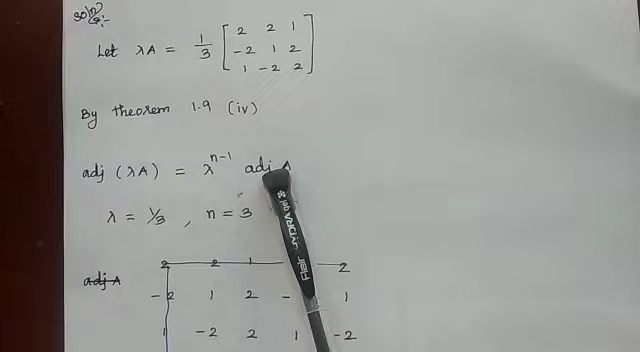 Soln:
Let λA = 1/3 [ 2 2 1
-2 1 2
1 -2 2 ]
By theorem 1.9 (iv)
adj (λA) = λ^(n-1) adj A
λ = 1/3 , n = 3
adj A
2 2 1 2
-2 1 2 - 1
1 -2 2 1 -2
Flair HYDRA gel